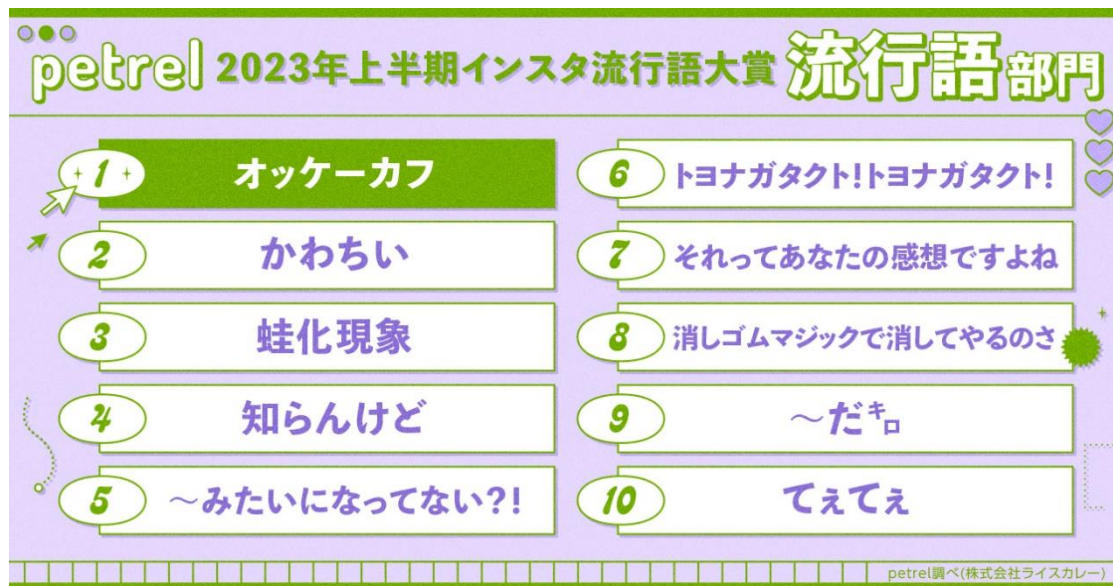 petrel 2023年上半期インスタ流行語大賞 流行語部門
1 オッケーカフ
2 かわちい
3 蛙化現象
4 知らんけど
5 〜みたいになってない?!
6 トヨナガタクト!トヨナガタクト!
7 それってあなたの感想ですよね
8 消しゴムマジックで消してやるのさ
9 〜だ㌔
10 てぇてぇ
petrel調べ(株式会社ライスカレー)